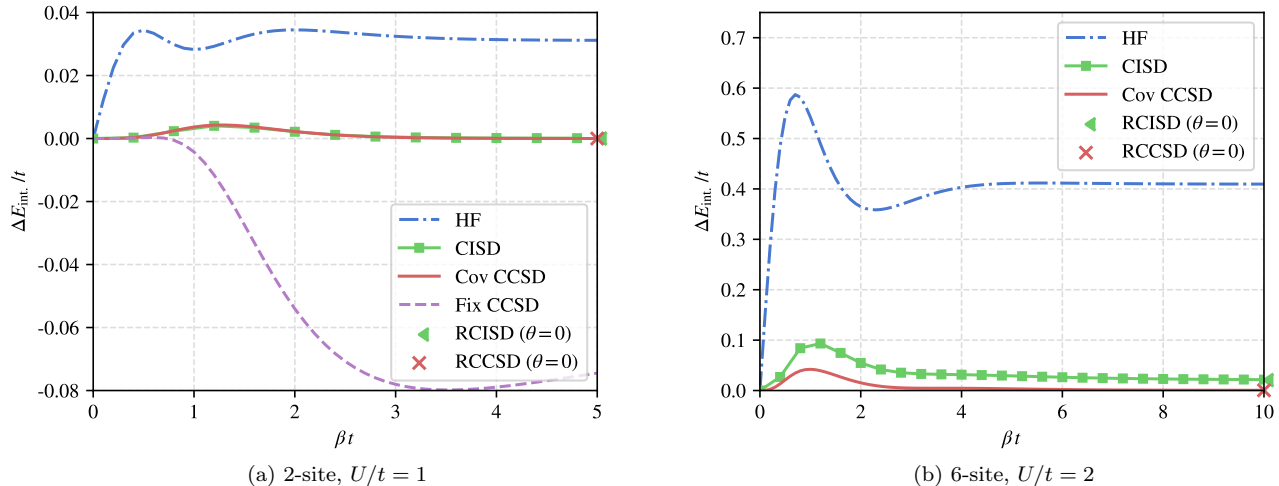 0.04
0.02
0.00
-0.02
-0.04
-0.06
-0.08
ΔE_int. /t
HF
CISD
Cov CCSD
Fix CCSD
RCISD (θ=0)
RCCSD (θ=0)
0 1 2 3 4 5
β t
(a) 2-site, U/t = 1
0.7
0.6
0.5
0.4
0.3
0.2
0.1
0.0
ΔE_int. /t
HF
CISD
Cov CCSD
RCISD (θ=0)
RCCSD (θ=0)
0 2 4 6 8 10
β t
(b) 6-site, U/t = 2